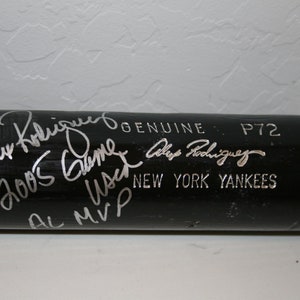 Rodriguez
2005 Game
Used
AL MVP
GENUINE P72
Alex Rodriguez
NEW YORK YANKEES